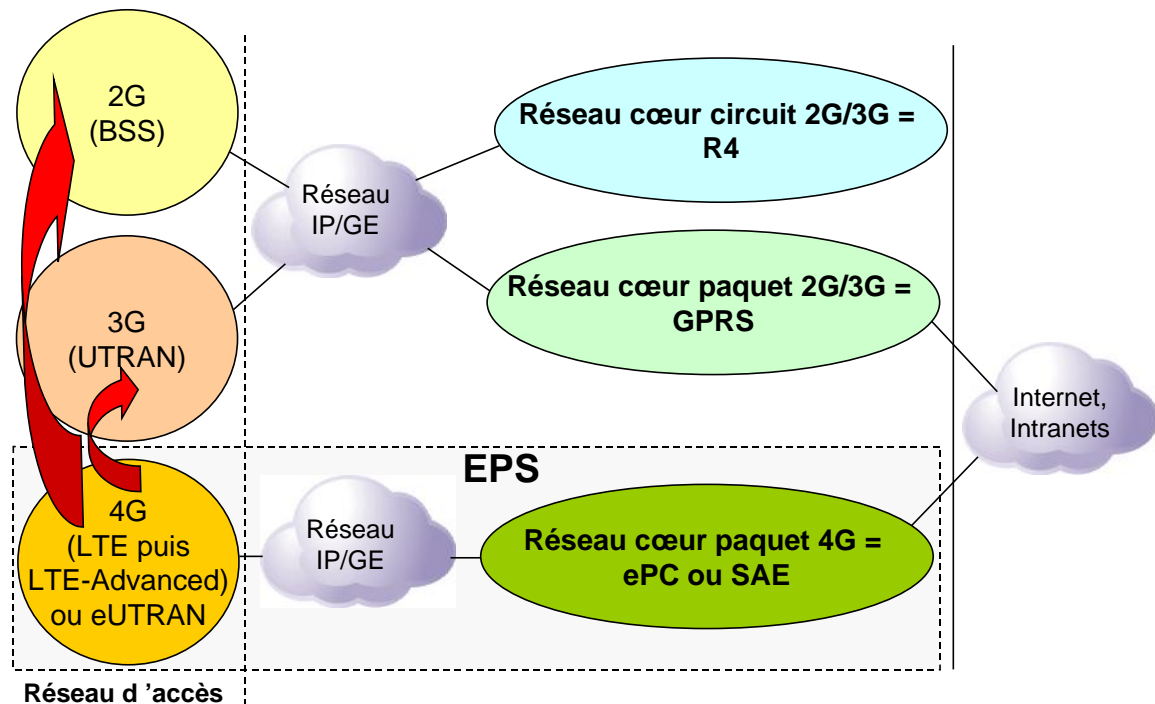 2G
(BSS)
Réseau cœur circuit 2G/3G =
R4
Réseau
IP/GE
Réseau cœur paquet 2G/3G =
GPRS
3G
(UTRAN)
Internet,
Intranets
EPS
4G
(LTE puis
LTE-Advanced)
ou eUTRAN
Réseau
IP/GE
Réseau cœur paquet 4G =
ePC ou SAE
Réseau d ’accès